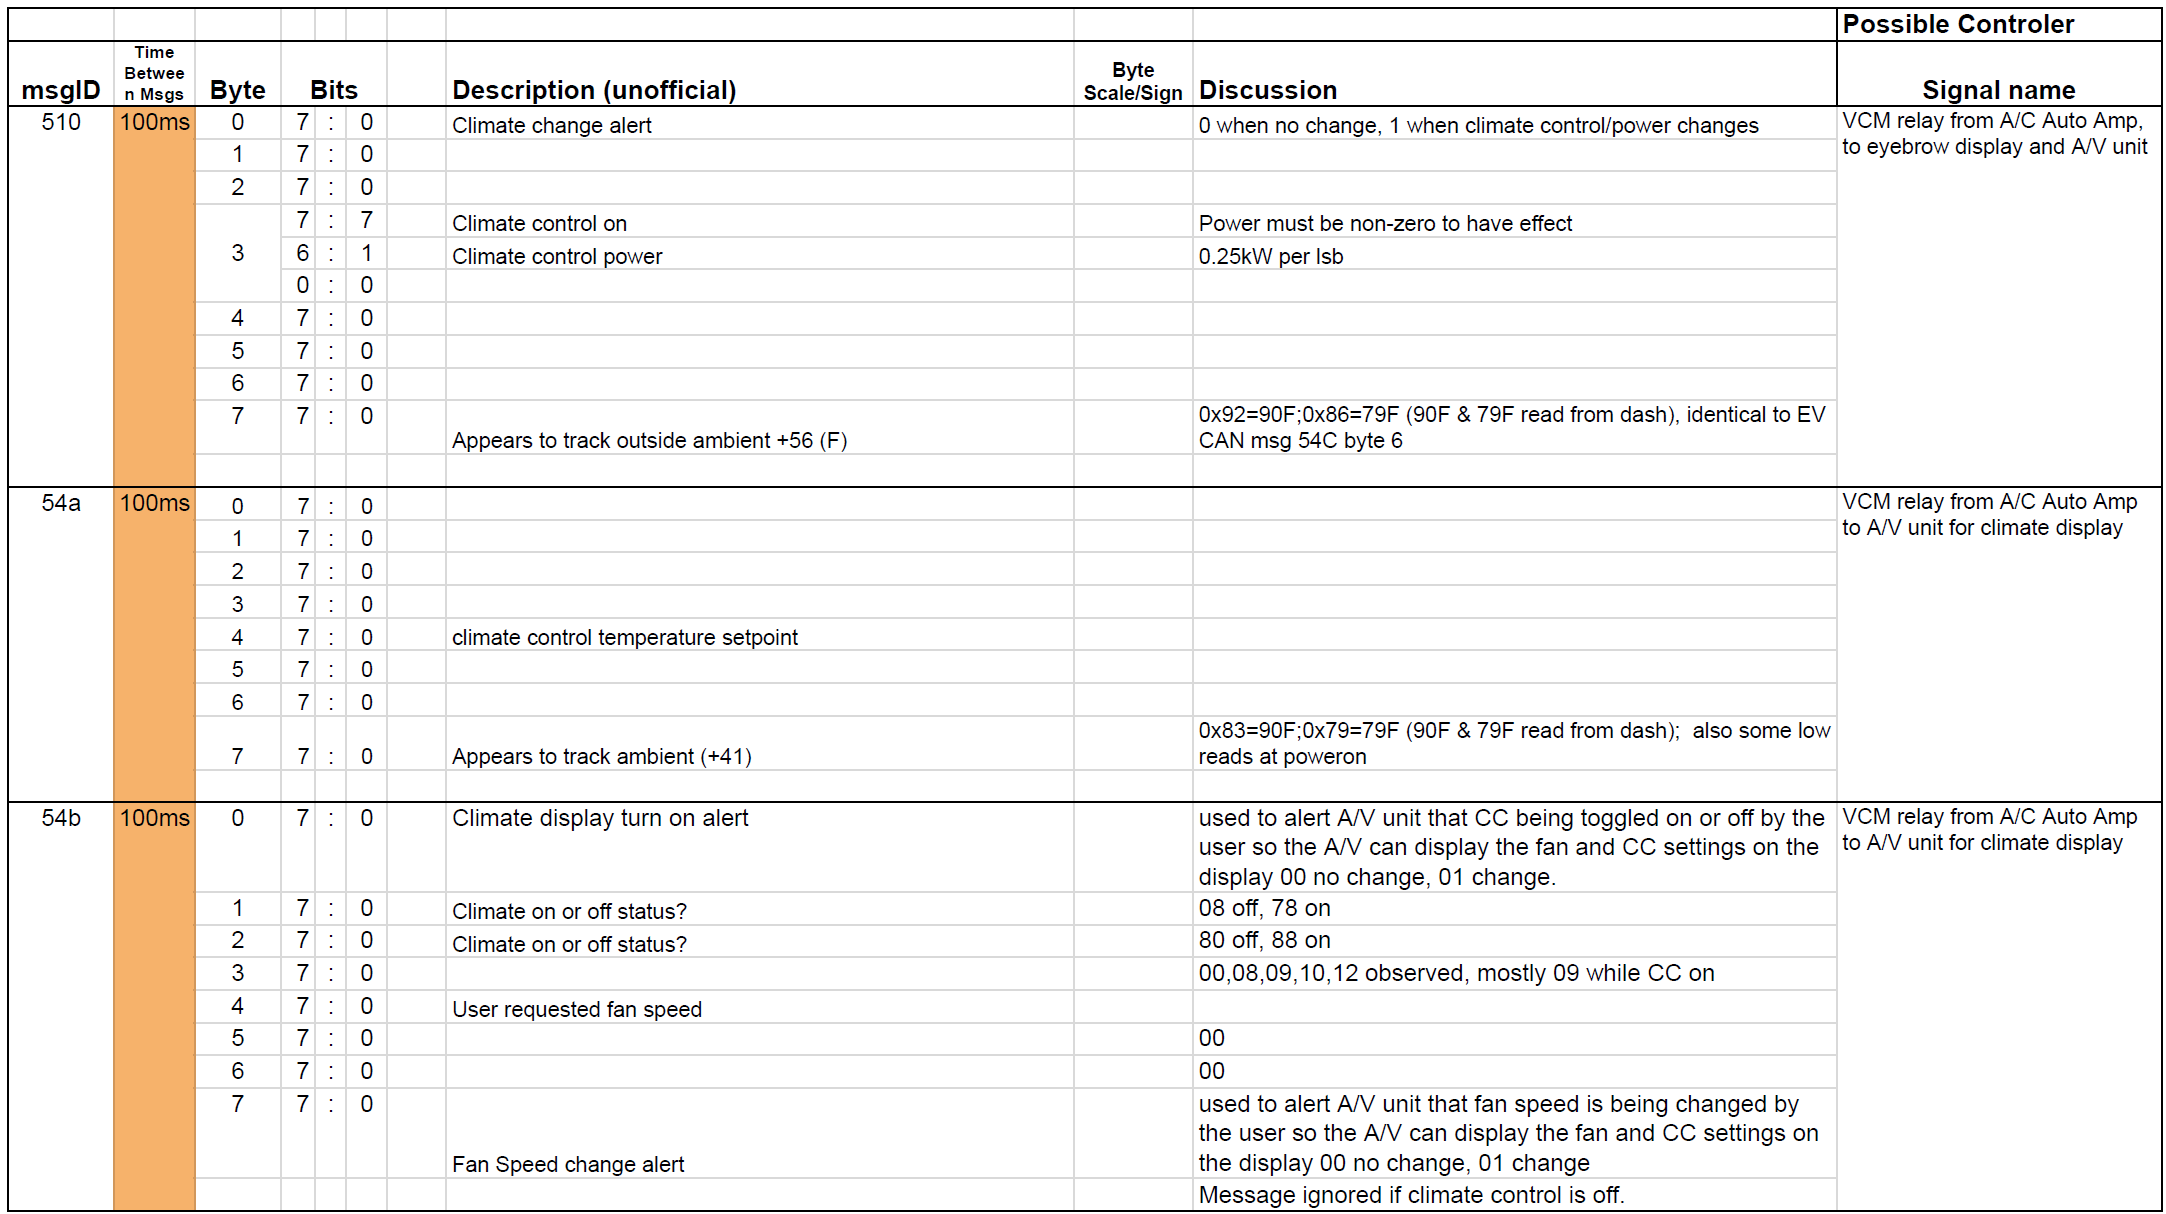 Possible Controler
msgID Time Betwee n Msgs Byte Bits Description (unofficial) Byte Scale/Sign Discussion Signal name
510 100ms 0 7 : 0 Climate change alert 0 when no change, 1 when climate control/power changes VCM relay from A/C Auto Amp,
to eyebrow display and A/V unit
1 7 : 0
2 7 : 0
7 : 7 Climate control on Power must be non-zero to have effect
3 6 : 1 Climate control power 0.25kW per lsb
0 : 0
4 7 : 0
5 7 : 0
6 7 : 0
7 7 : 0 0x92=90F;0x86=79F (90F & 79F read from dash), identical to EV
Appears to track outside ambient +56 (F) CAN msg 54C byte 6
54a 100ms 0 7 : 0 VCM relay from A/C Auto Amp
to A/V unit for climate display
1 7 : 0
2 7 : 0
3 7 : 0
4 7 : 0 climate control temperature setpoint
5 7 : 0
6 7 : 0
0x83=90F;0x79=79F (90F & 79F read from dash);  also some low
7 7 : 0 Appears to track ambient (+41) reads at poweron
54b 100ms 0 7 : 0 Climate display turn on alert used to alert A/V unit that CC being toggled on or off by the VCM relay from A/C Auto Amp
user so the A/V can display the fan and CC settings on the to A/V unit for climate display
display 00 no change, 01 change.
1 7 : 0 Climate on or off status? 08 off, 78 on
2 7 : 0 Climate on or off status? 80 off, 88 on
3 7 : 0 00,08,09,10,12 observed, mostly 09 while CC on
4 7 : 0 User requested fan speed
5 7 : 0 00
6 7 : 0 00
7 7 : 0 used to alert A/V unit that fan speed is being changed by
the user so the A/V can display the fan and CC settings on
Fan Speed change alert the display 00 no change, 01 change
Message ignored if climate control is off.